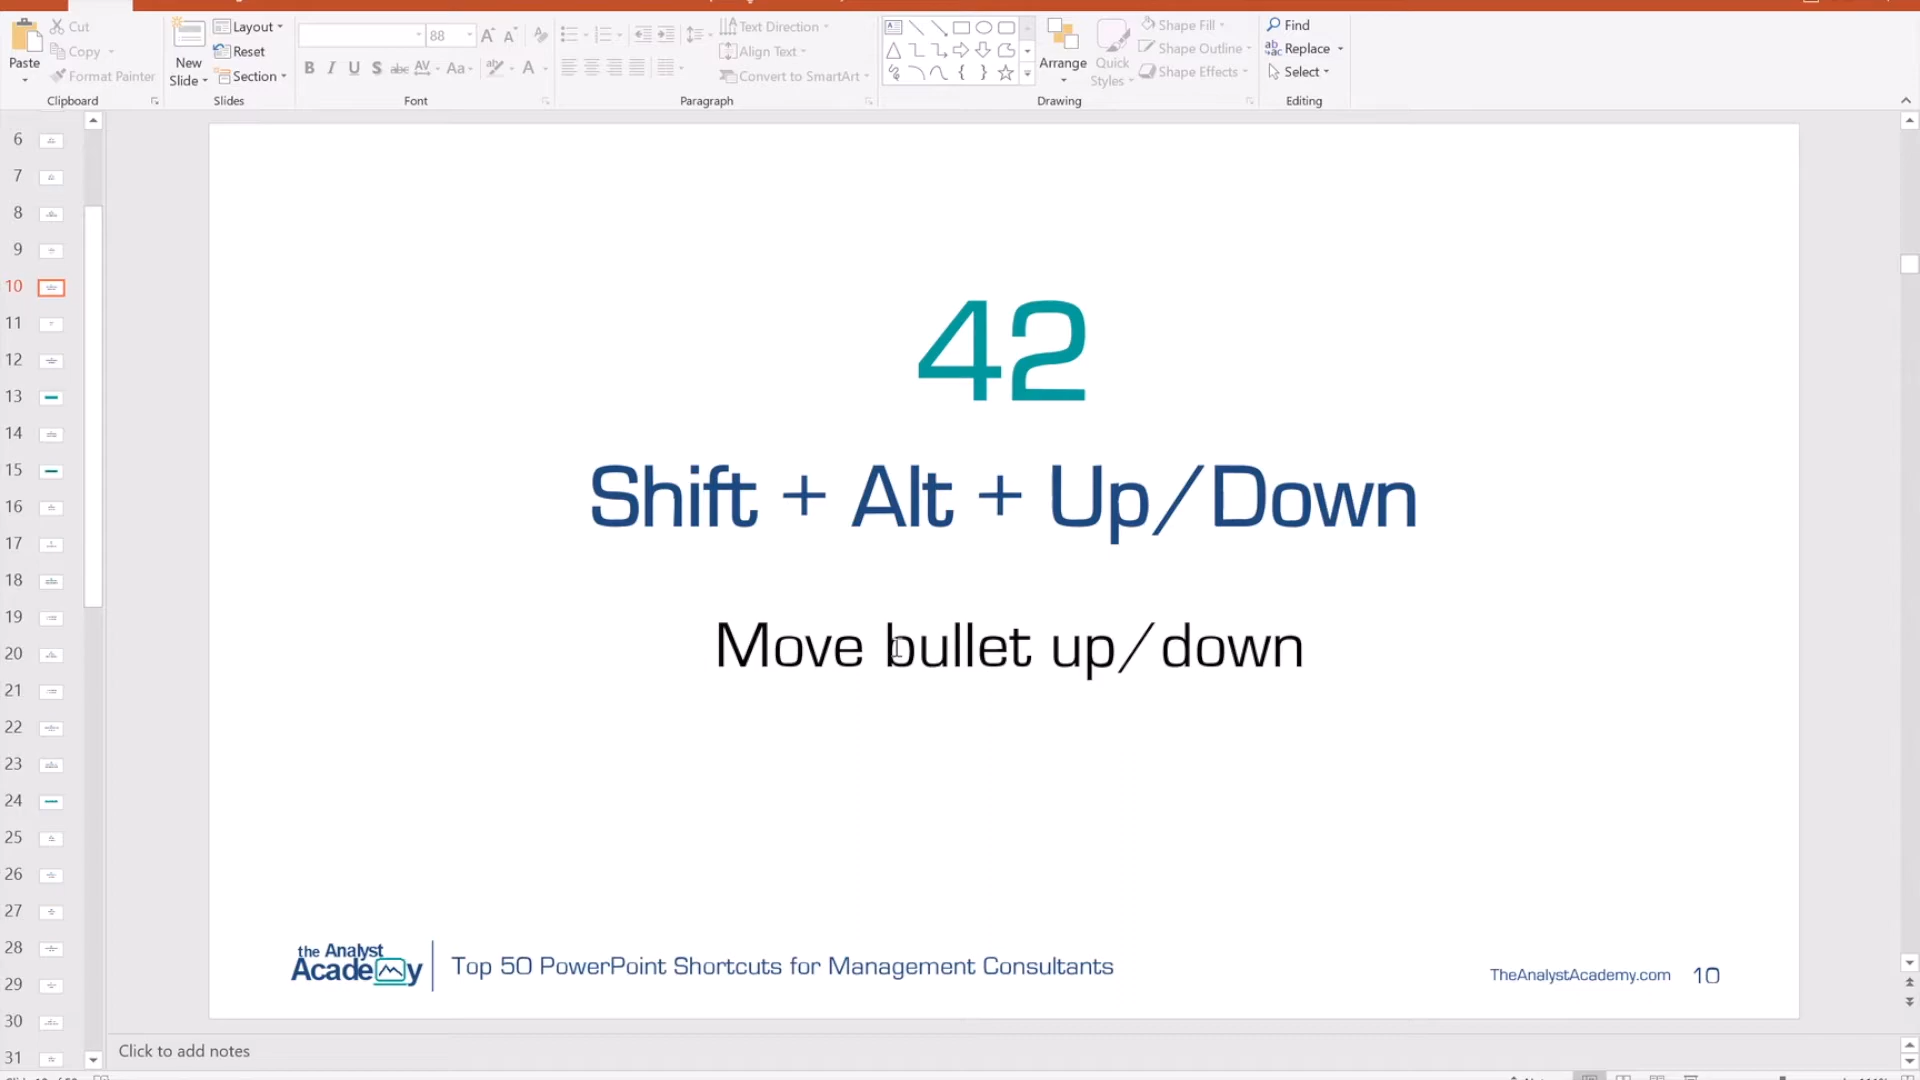 Cut
Copy
Format Painter
Paste
Clipboard
New
Slide
Layout
Reset
Section
Slides
88
B I U S abc AV Aa A
Font
Text Direction
Align Text
Convert to SmartArt
Paragraph
Arrange
Quick
Styles
Shape Fill
Shape Outline
Shape Effects
Drawing
Find
Replace
Select
Editing
6
7
8
9
10
11
12
13
14
15
16
17
18
19
20
21
22
23
24
25
26
27
28
29
30
31
42
Shift + Alt + Up/Down
Move bullet up/down
the Analyst
Academy
Top 50 PowerPoint Shortcuts for Management Consultants
TheAnalystAcademy.com 10
Click to add notes